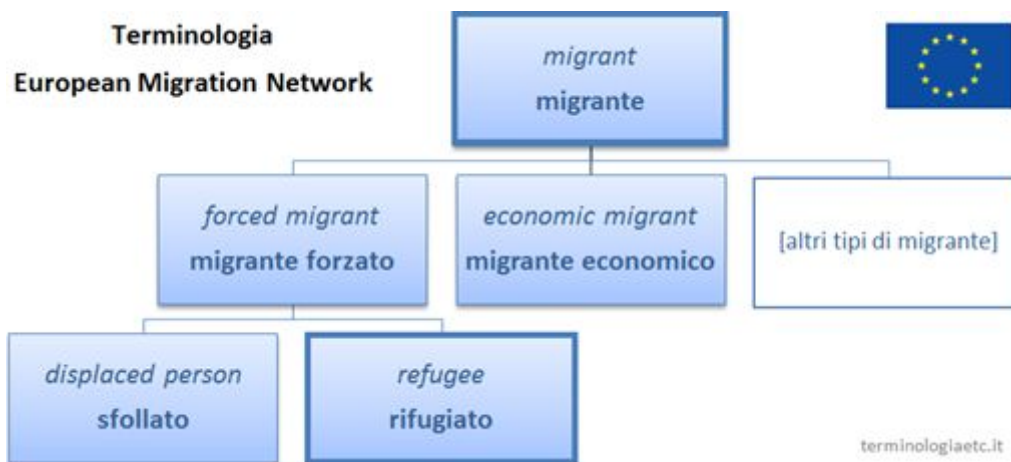 Terminologia
European Migration Network
migrant
migrante
forced migrant
migrante forzato
economic migrant
migrante economico
[altri tipi di migrante]
displaced person
sfollato
refugee
rifugiato
terminologiaetc.it